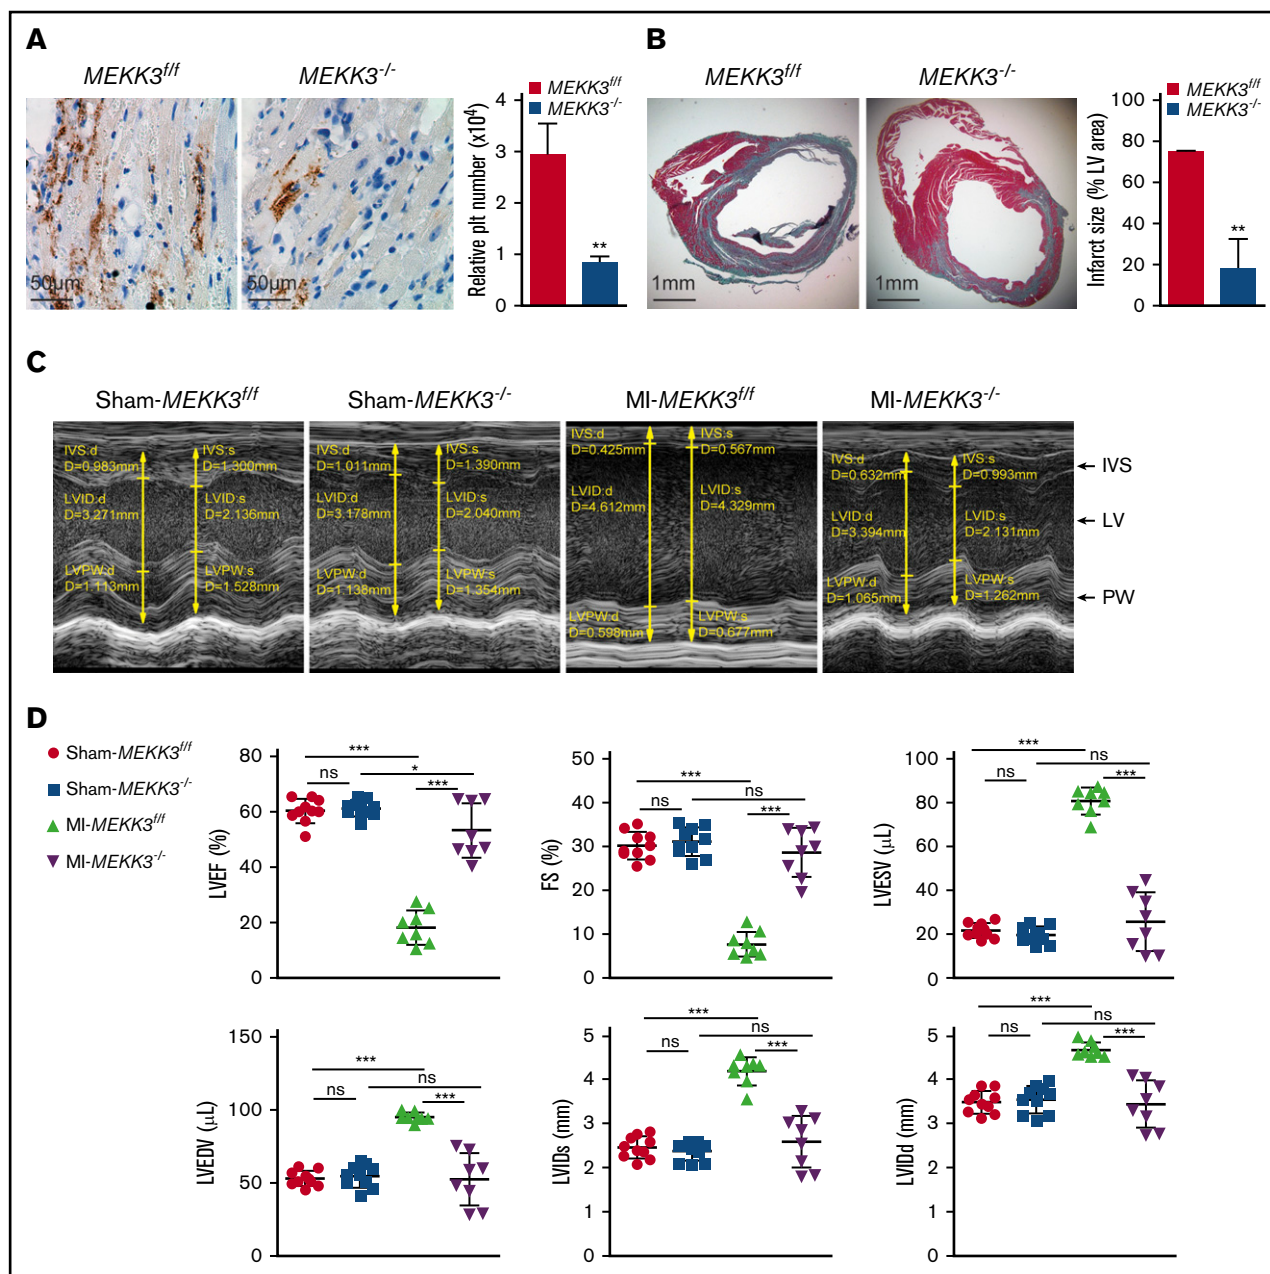 A
MEKK3f/f
MEKK3-/-
50µm
50µm
Relative plt number (x10⁴)
4
3
2
1
0
MEKK3f/f
MEKK3-/-
**
B
MEKK3f/f
MEKK3-/-
1mm
1mm
Infarct size (% LV area)
100
80
60
40
20
0
MEKK3f/f
MEKK3-/-
**
C
Sham-MEKK3f/f
Sham-MEKK3-/-
MI-MEKK3f/f
MI-MEKK3-/-
IVS:d
D=0.983mm
IVS:s
D=1.300mm
LVID:d
D=3.271mm
LVID:s
D=2.136mm
LVPW:d
D=1.113mm
LVPW:s
D=1.528mm
IVS:d
D=1.011mm
IVS:s
D=1.390mm
LVID:d
D=3.178mm
LVID:s
D=2.040mm
LVPW:d
D=1.138mm
LVPW:s
D=1.354mm
IVS:d
D=0.425mm
IVS:s
D=0.567mm
LVID:d
D=4.612mm
LVID:s
D=4.329mm
LVPW:d
D=0.598mm
LVPW:s
D=0.677mm
IVS:d
D=0.632mm
IVS:s
D=0.993mm
LVID:d
D=3.394mm
LVID:s
D=2.131mm
LVPW:d
D=1.065mm
LVPW:s
D=1.262mm
IVS
LV
PW
D
Sham-MEKK3f/f
Sham-MEKK3-/-
MI-MEKK3f/f
MI-MEKK3-/-
LVEF (%)
80
60
40
20
0
***
ns
*
***
FS (%)
50
40
30
20
10
0
***
ns
ns
***
LVESV (µL)
100
80
60
40
20
0
***
ns
ns
***
LVEDV (µL)
150
100
50
0
***
ns
ns
***
LVIDs (mm)
5
4
3
2
1
0
***
ns
ns
***
LVIDd (mm)
5
4
3
2
1
0
***
ns
ns
***